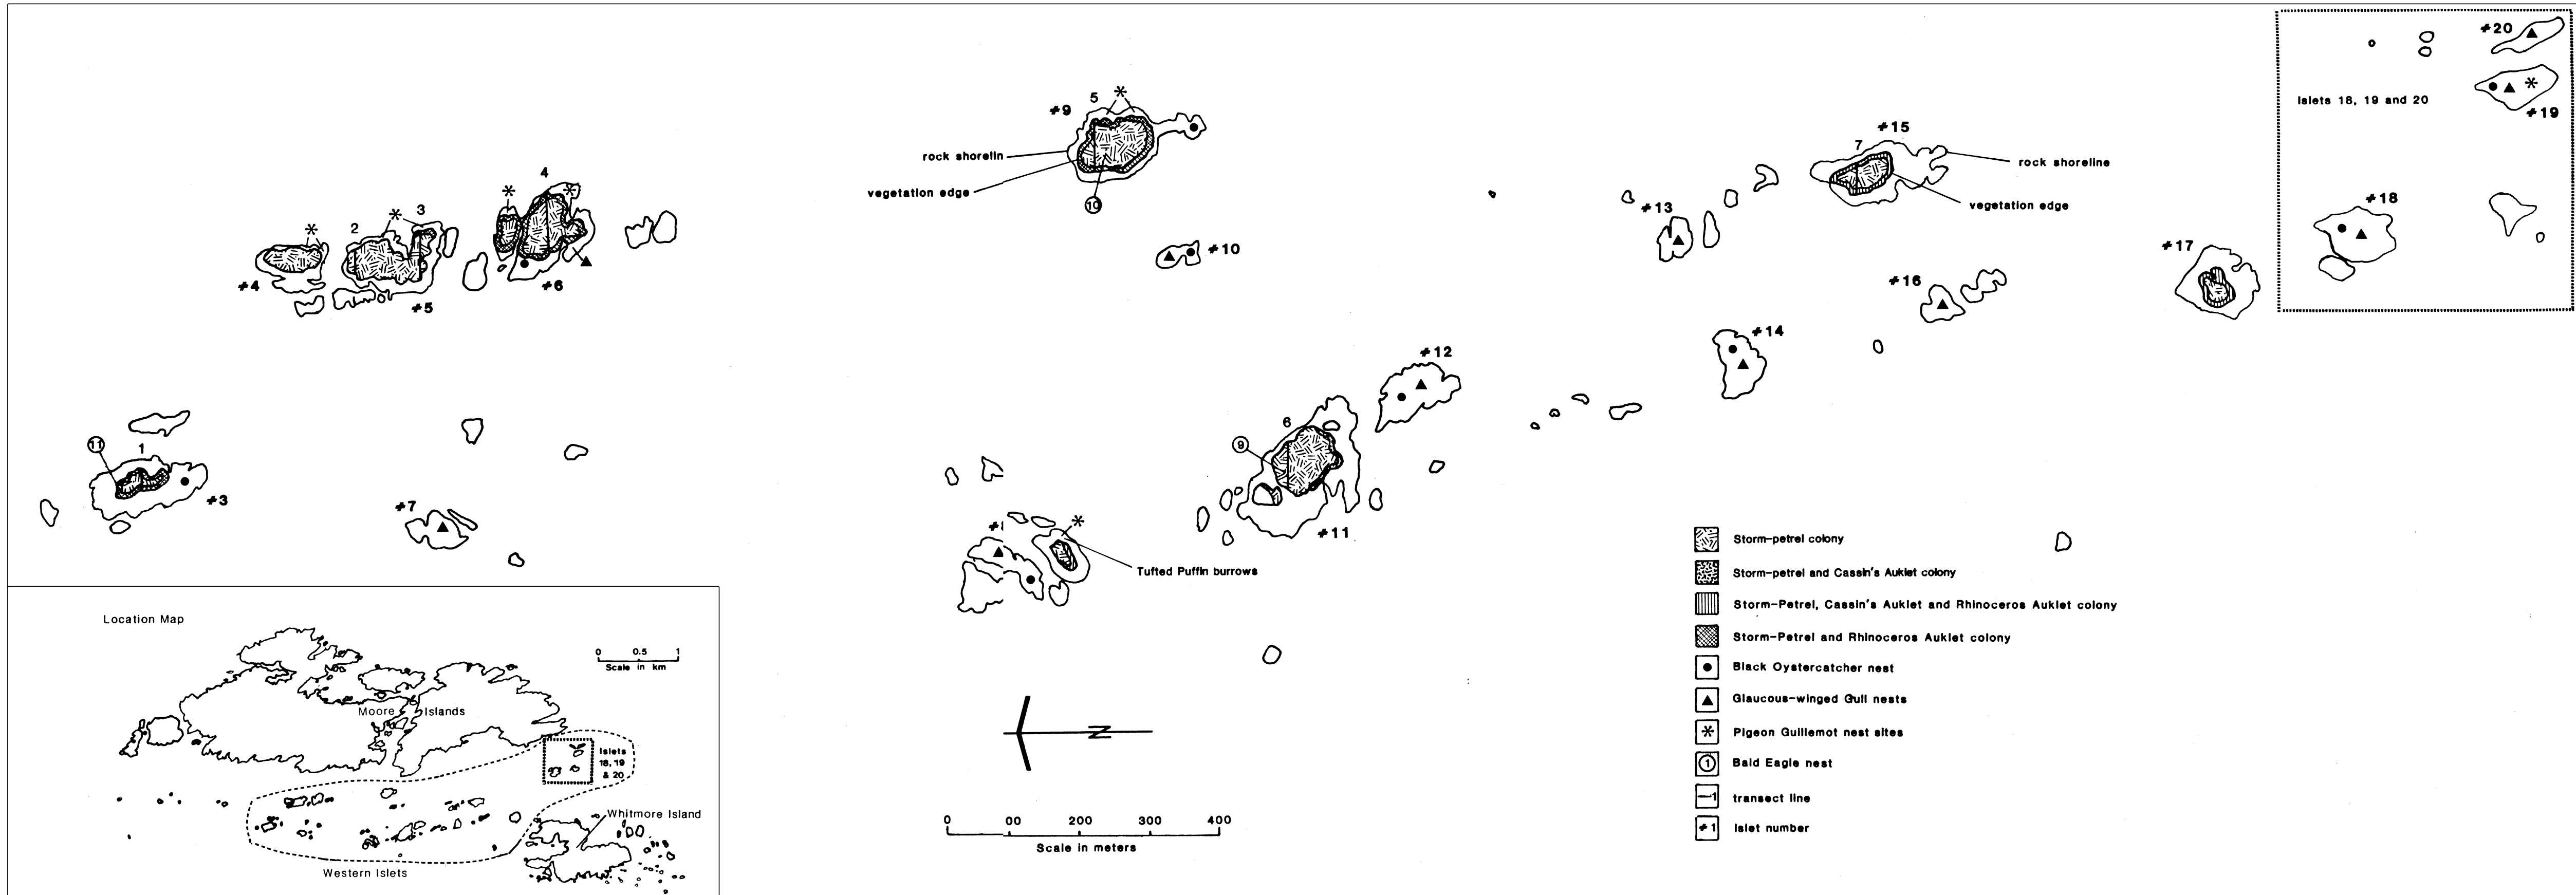 #20
Islets 18, 19 and 20
#19
#18
5
#9
rock shorelin
vegetation edge
10
4
3
2
#4
#5
#6
#10
#13
7
#15
rock shoreline
vegetation edge
#16
#17
#14
#12
11
1
#3
#7
6
9
#11
Tufted Puffin burrows
Storm-petrel colony
Storm-petrel and Cassin's Auklet colony
Storm-Petrel, Cassin's Auklet and Rhinoceros Auklet colony
Storm-Petrel and Rhinoceros Auklet colony
Black Oystercatcher nest
Glaucous-winged Gull nests
Pigeon Guillemot nest sites
1 Bald Eagle nest
1 transect line
#1 Islet number
N
0 00 200 300 400
Scale in meters
Location Map
0 0.5 1
Scale in km
Moore Islands
Islets
18, 19
& 20
Whitmore Island
Western Islets